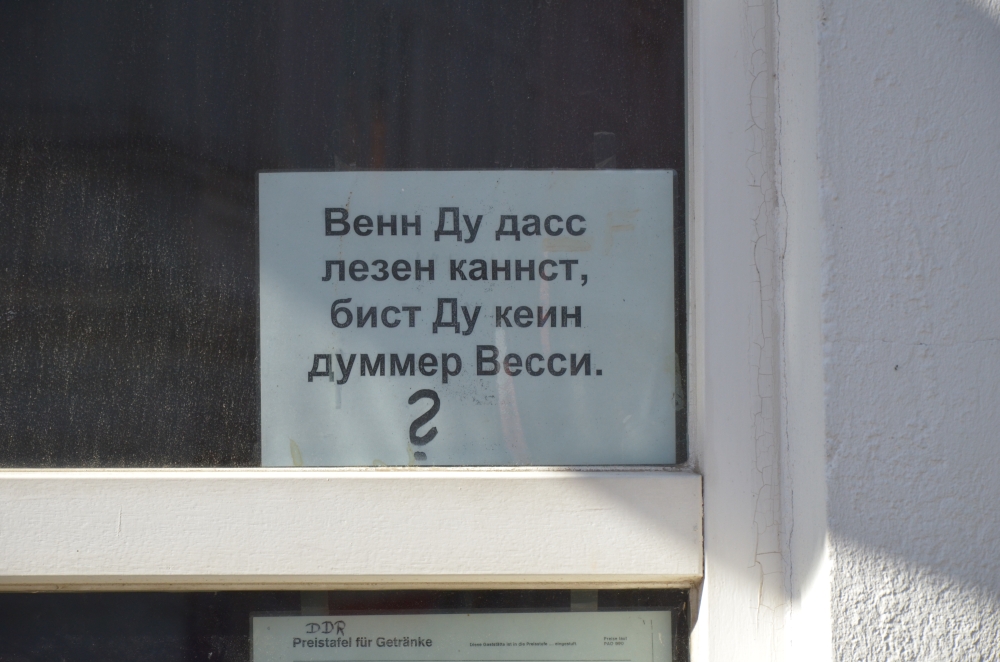 Венн Ду дасс
лезен каннст,
бист Ду кеин
думмер Весси.
?
DDR
Preistafel für Getränke